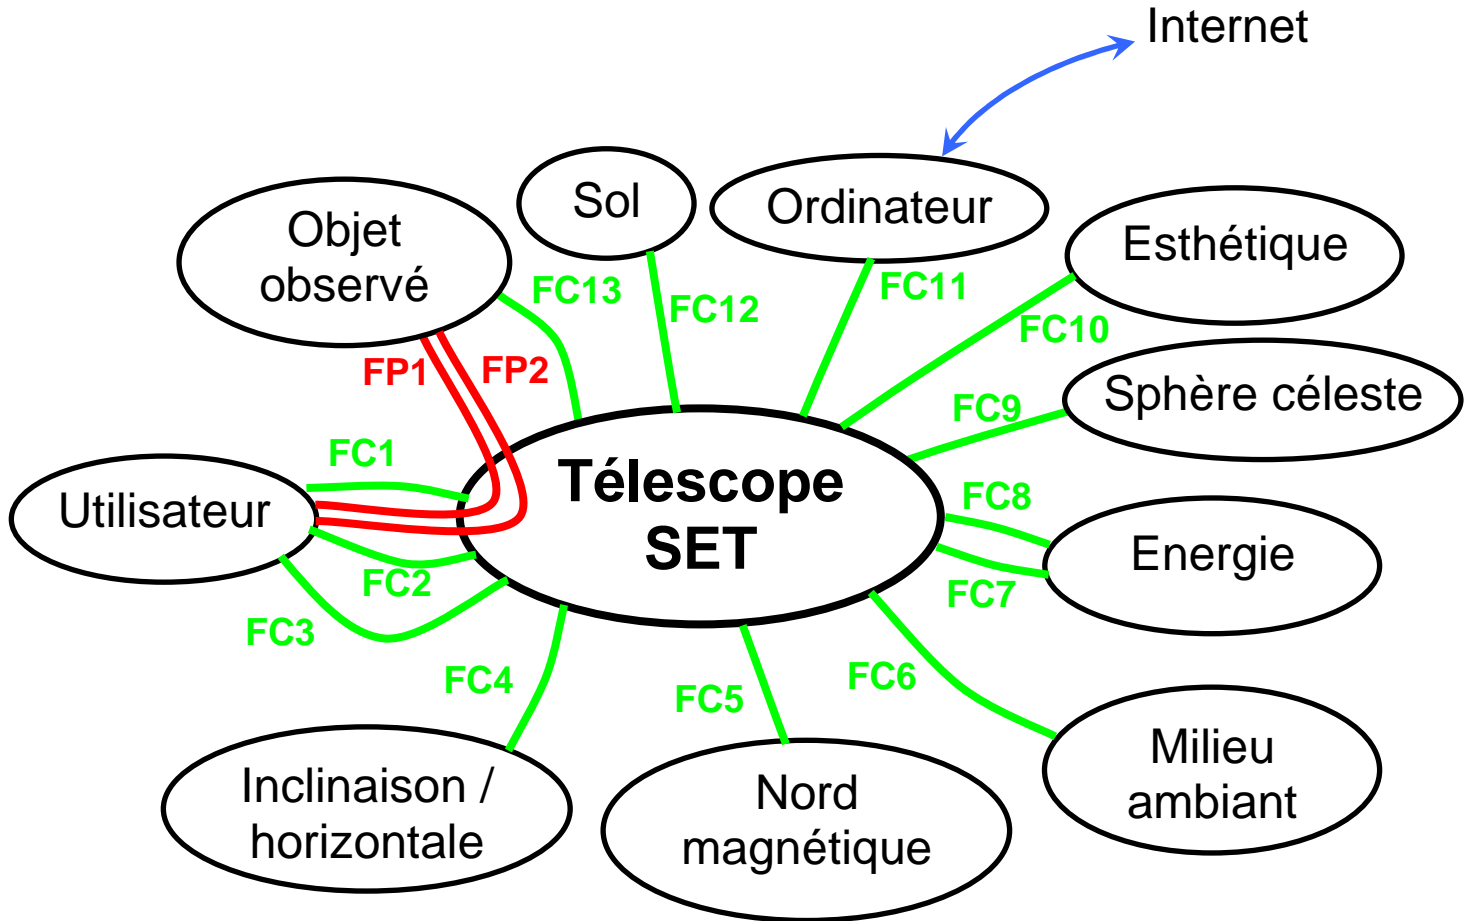 Internet
Sol
Ordinateur
Objet
observé
Esthétique
FC13
FC12
FC11
FC10
FP1
FP2
Sphère céleste
FC9
FC1
Utilisateur
Télescope
SET
FC8
Energie
FC2
FC7
FC3
FC4
FC5
FC6
Inclinaison /
horizontale
Nord
magnétique
Milieu
ambiant